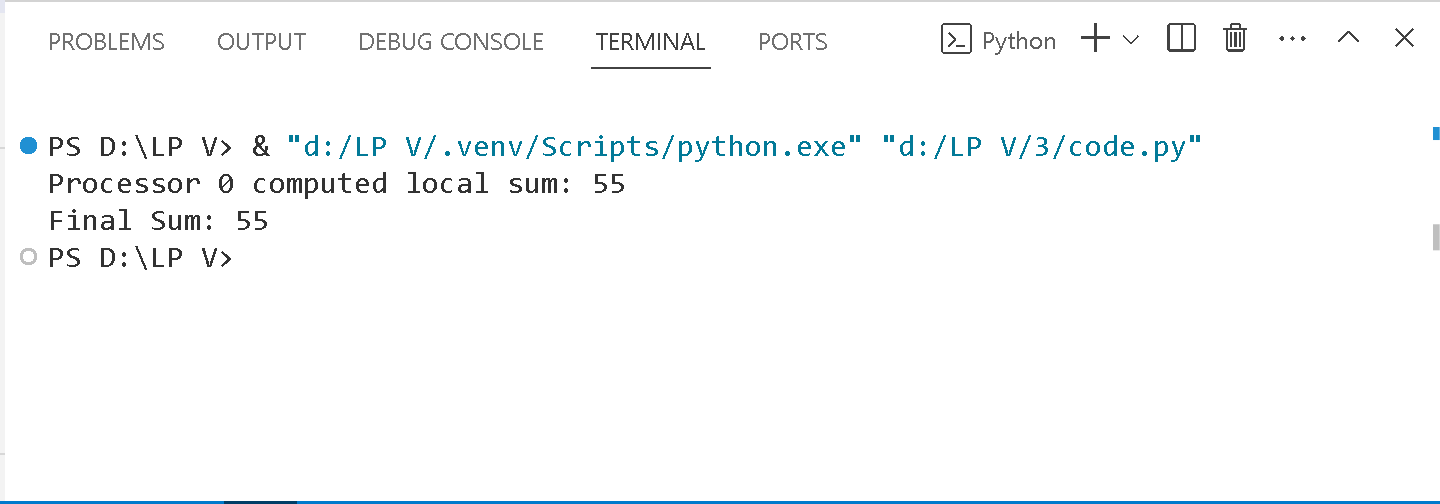 PROBLEMS OUTPUT DEBUG CONSOLE TERMINAL PORTS Python
PS D:\LP V> & "d:/LP V/.venv/Scripts/python.exe" "d:/LP V/3/code.py"
Processor 0 computed local sum: 55
Final Sum: 55
PS D:\LP V>